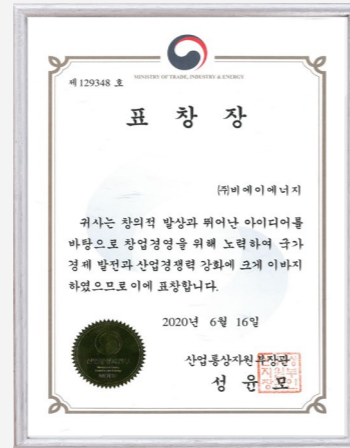 MINISTRY OF TRADE, INDUSTRY & ENERGY
제 129348 호
표 창 장
(주)비에이에너지
귀사는 창의적 발상과 뛰어난 아이디어를
바탕으로 창업경영을 위해 노력하여 국가
경제 발전과 산업경쟁력 강화에 크게 이바지
하였으므로 이에 표창합니다.
2020년 6월 16일
산업통상자원부장관
성 윤 모